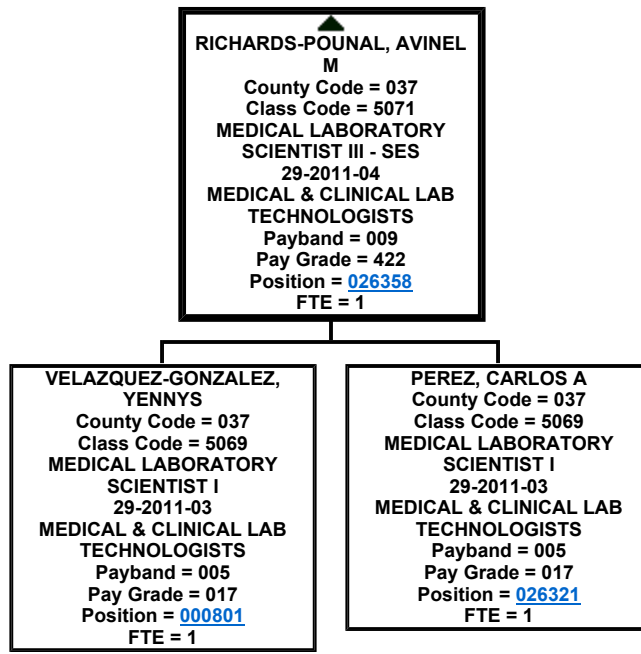 RICHARDS-POUNAL, AVINEL
M
County Code = 037
Class Code = 5071
MEDICAL LABORATORY
SCIENTIST III - SES
29-2011-04
MEDICAL & CLINICAL LAB
TECHNOLOGISTS
Payband = 009
Pay Grade = 422
Position = 026358
FTE = 1
VELAZQUEZ-GONZALEZ,
YENNYS
County Code = 037
Class Code = 5069
MEDICAL LABORATORY
SCIENTIST I
29-2011-03
MEDICAL & CLINICAL LAB
TECHNOLOGISTS
Payband = 005
Pay Grade = 017
Position = 000801
FTE = 1
PEREZ, CARLOS A
County Code = 037
Class Code = 5069
MEDICAL LABORATORY
SCIENTIST I
29-2011-03
MEDICAL & CLINICAL LAB
TECHNOLOGISTS
Payband = 005
Pay Grade = 017
Position = 026321
FTE = 1